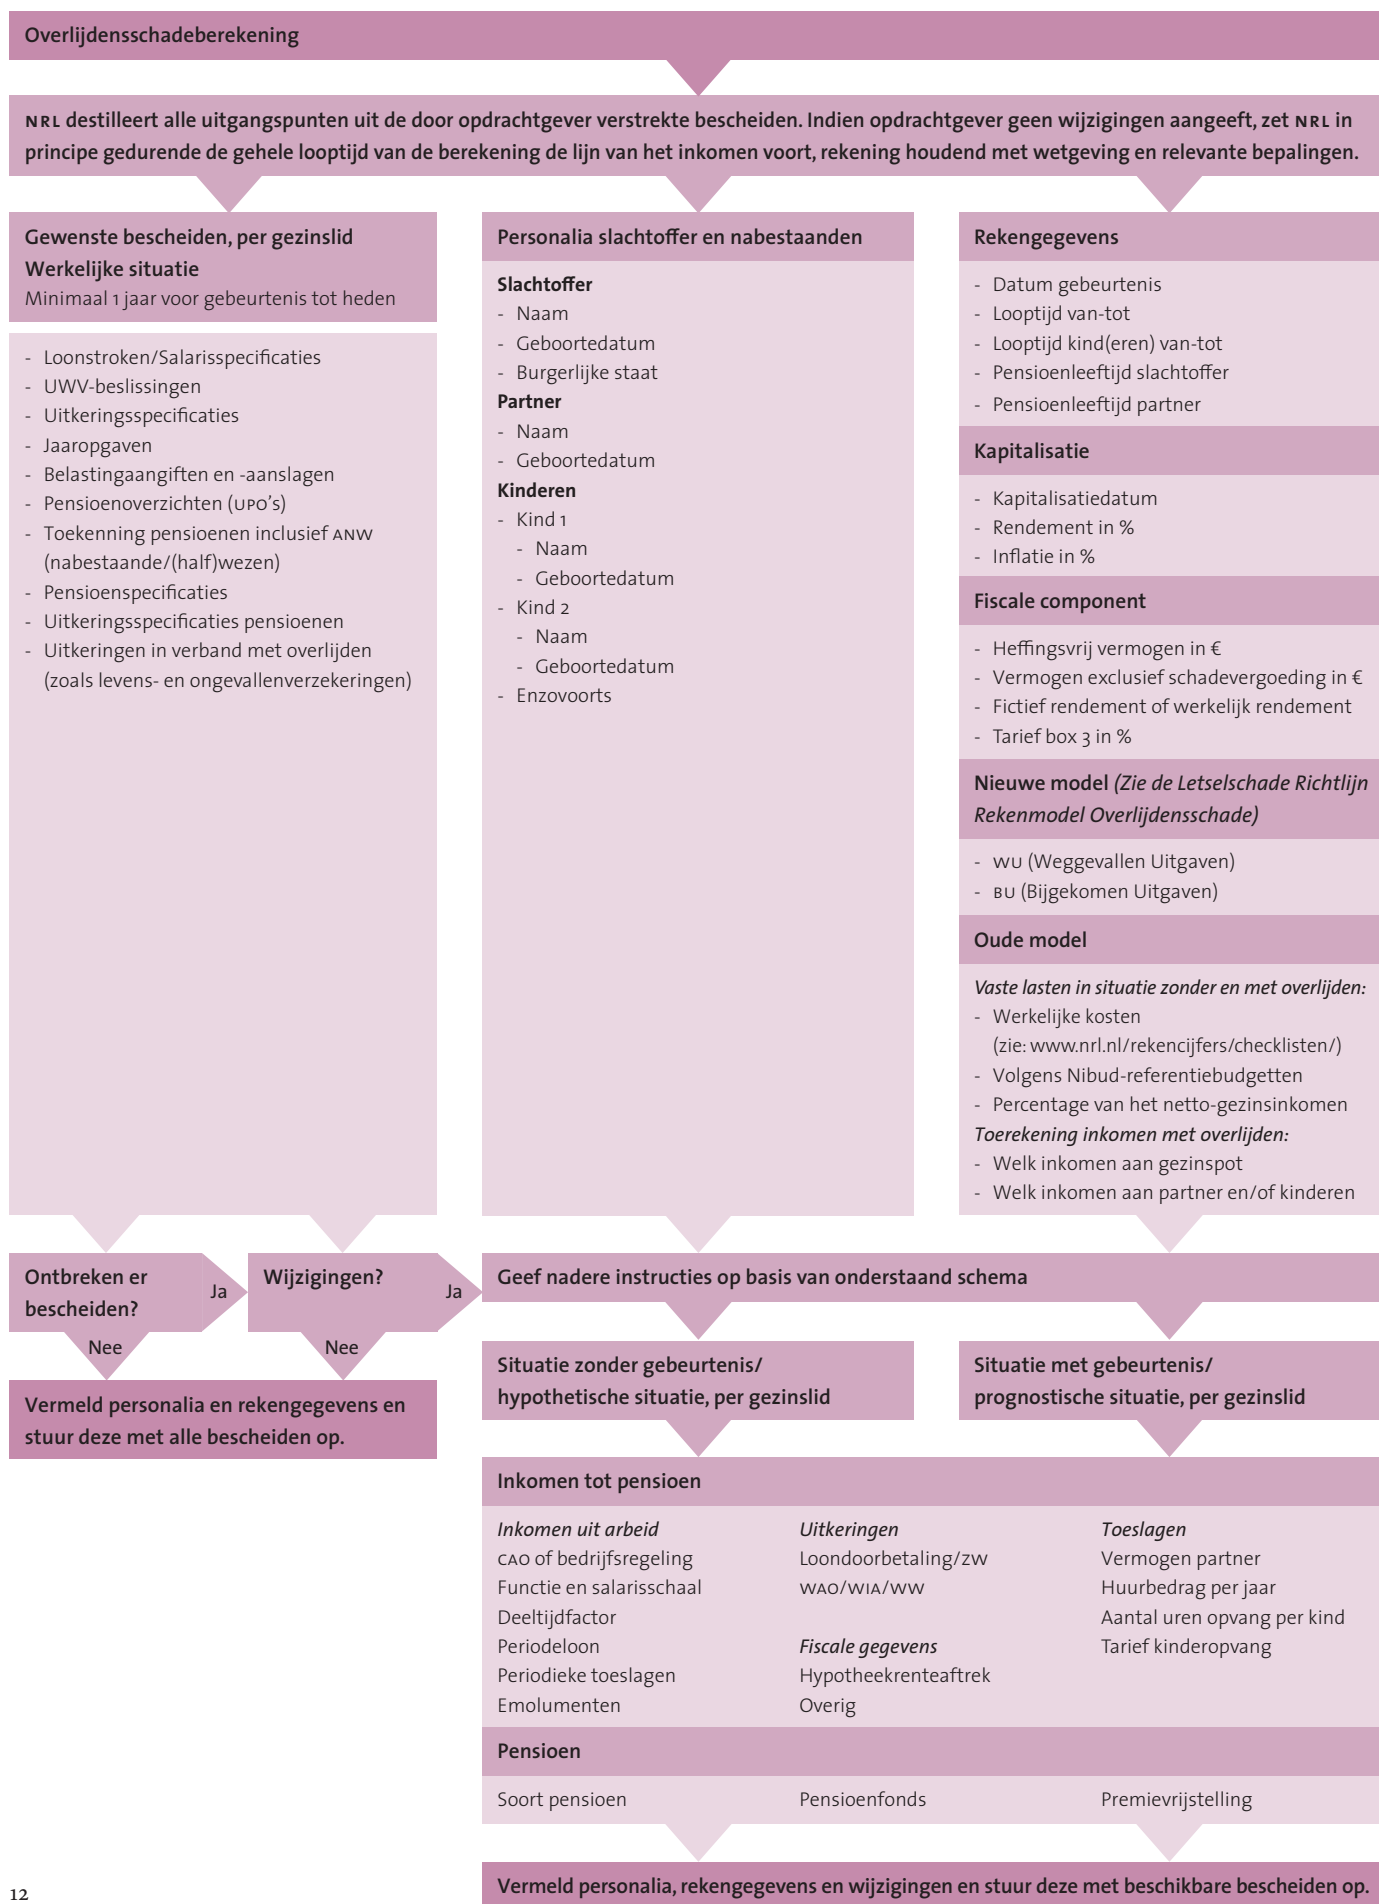 Overlijdensschadeberekening
NRL destilleert alle uitgangspunten uit de door opdrachtgever verstrekte bescheiden. Indien opdrachtgever geen wijzigingen aangeeft, zet NRL in
principe gedurende de gehele looptijd van de berekening de lijn van het inkomen voort, rekening houdend met wetgeving en relevante bepalingen.
Gewenste bescheiden, per gezinslid
Werkelijke situatie
Minimaal 1 jaar voor gebeurtenis tot heden
- Loonstroken/Salarisspecificaties
- UWV-beslissingen
- Uitkeringsspecificaties
- Jaaropgaven
- Belastingaangiften en -aanslagen
- Pensioenoverzichten (UPO's)
- Toekenning pensioenen inclusief ANW
(nabestaande/(half)wezen)
- Pensioenspecificaties
- Uitkeringsspecificaties pensioenen
- Uitkeringen in verband met overlijden
(zoals levens- en ongevallenverzekeringen)
Personalia slachtoffer en nabestaanden
Slachtoffer
- Naam
- Geboortedatum
- Burgerlijke staat
Partner
- Naam
- Geboortedatum
Kinderen
- Kind 1
- Naam
- Geboortedatum
- Kind 2
- Naam
- Geboortedatum
- Enzovoorts
Rekengegevens
- Datum gebeurtenis
- Looptijd van-tot
- Looptijd kind(eren) van-tot
- Pensioenleeftijd slachtoffer
- Pensioenleeftijd partner
Kapitalisatie
- Kapitalisatiedatum
- Rendement in %
- Inflatie in %
Fiscale component
- Heffingsvrij vermogen in €
- Vermogen exclusief schadevergoeding in €
- Fictief rendement of werkelijk rendement
- Tarief box 3 in %
Nieuwe model (Zie de Letselschade Richtlijn
Rekenmodel Overlijdensschade)
- WU (Weggevallen Uitgaven)
- BU (Bijgekomen Uitgaven)
Oude model
Vaste lasten in situatie zonder en met overlijden:
- Werkelijke kosten
(zie: www.nrl.nl/rekencijfers/checklisten/)
- Volgens Nibud-referentiebudgetten
- Percentage van het netto-gezinsinkomen
Toerekening inkomen met overlijden:
- Welk inkomen aan gezinspot
- Welk inkomen aan partner en/of kinderen
Ontbreken er
bescheiden?
Ja
Nee
Wijzigingen?
Ja
Nee
Vermeld personalia en rekengegevens en
stuur deze met alle bescheiden op.
Geef nadere instructies op basis van onderstaand schema
Situatie zonder gebeurtenis/
hypothetische situatie, per gezinslid
Situatie met gebeurtenis/
prognostische situatie, per gezinslid
Inkomen tot pensioen
Inkomen uit arbeid
CAO of bedrijfsregeling
Functie en salarisschaal
Deeltijdfactor
Periodeloon
Periodieke toeslagen
Emolumenten
Uitkeringen
Loondoorbetaling/ZW
WAO/WIA/WW
Fiscale gegevens
Hypotheekrenteaftrek
Overig
Toeslagen
Vermogen partner
Huurbedrag per jaar
Aantal uren opvang per kind
Tarief kinderopvang
Pensioen
Soort pensioen
Pensioenfonds
Premievrijstelling
Vermeld personalia, rekengegevens en wijzigingen en stuur deze met beschikbare bescheiden op.
12